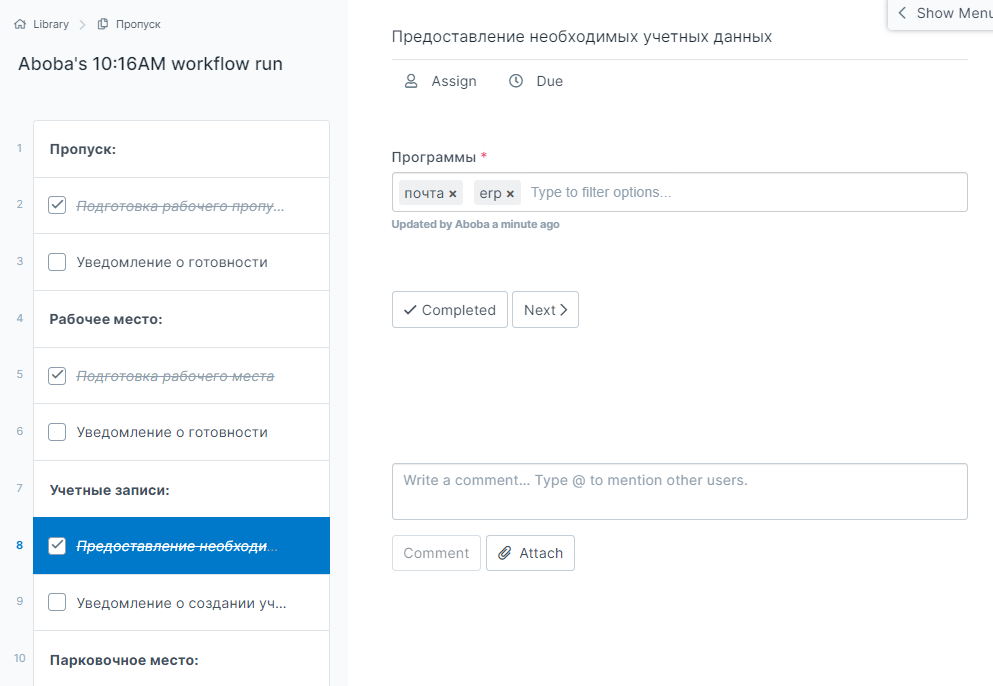 Library > Пропуск
Aboba's 10:16AM workflow run
1 Пропуск:
2 Подготовка рабочего пропу...
3 Уведомление о готовности
4 Рабочее место:
5 Подготовка рабочего места
6 Уведомление о готовности
7 Учетные записи:
8 Предоставление необходи...
9 Уведомление о создании уч...
10 Парковочное место:
Show Menu
Предоставление необходимых учетных данных
Assign Due
Программы *
почта × erp × Type to filter options...
Updated by Aboba a minute ago
Completed Next
Write a comment... Type @ to mention other users.
Comment Attach